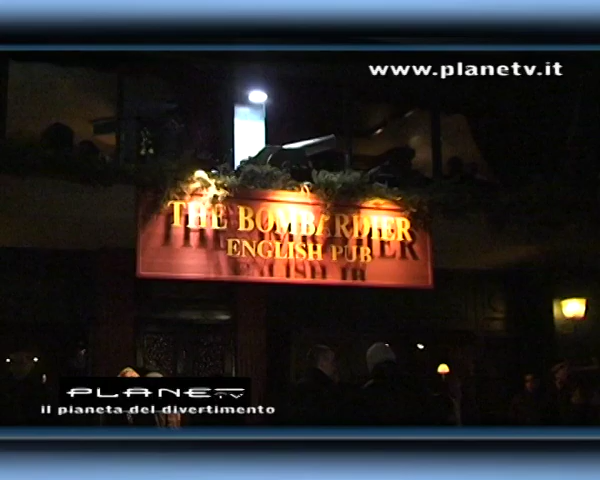 www.planetv.it
THE BOMBARDIER
ENGLISH PUB
PLANE TV
il pianeta del divertimento